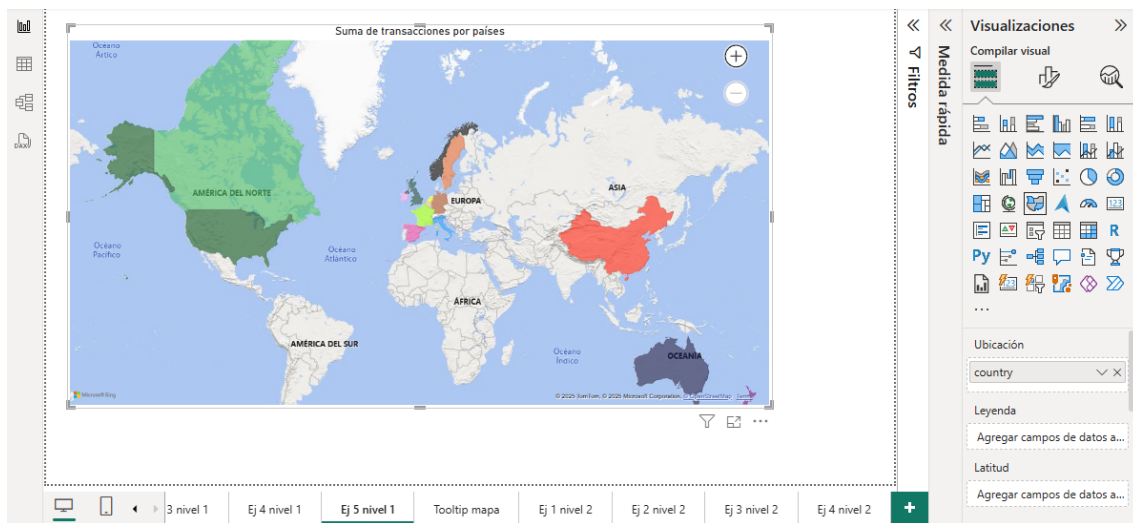 Suma de transacciones por países
Océano
Ártico
AMÉRICA DEL NORTE
EUROPA
ASIA
Océano
Pacífico
Océano
Atlántico
ÁFRICA
AMÉRICA DEL SUR
Océano
Índico
OCEANÍA
Microsoft Bing
© 2025 TomTom, © 2025 Microsoft Corporation, © OpenStreetMap Terms
Filtros
Medida rápida
Visualizaciones
Compilar visual
123
R
Py
123
Ubicación
country
Leyenda
Agregar campos de datos a...
Latitud
Agregar campos de datos a...
DAX
3 nivel 1
Ej 4 nivel 1
Ej 5 nivel 1
Tooltip mapa
Ej 1 nivel 2
Ej 2 nivel 2
Ej 3 nivel 2
Ej 4 nivel 2